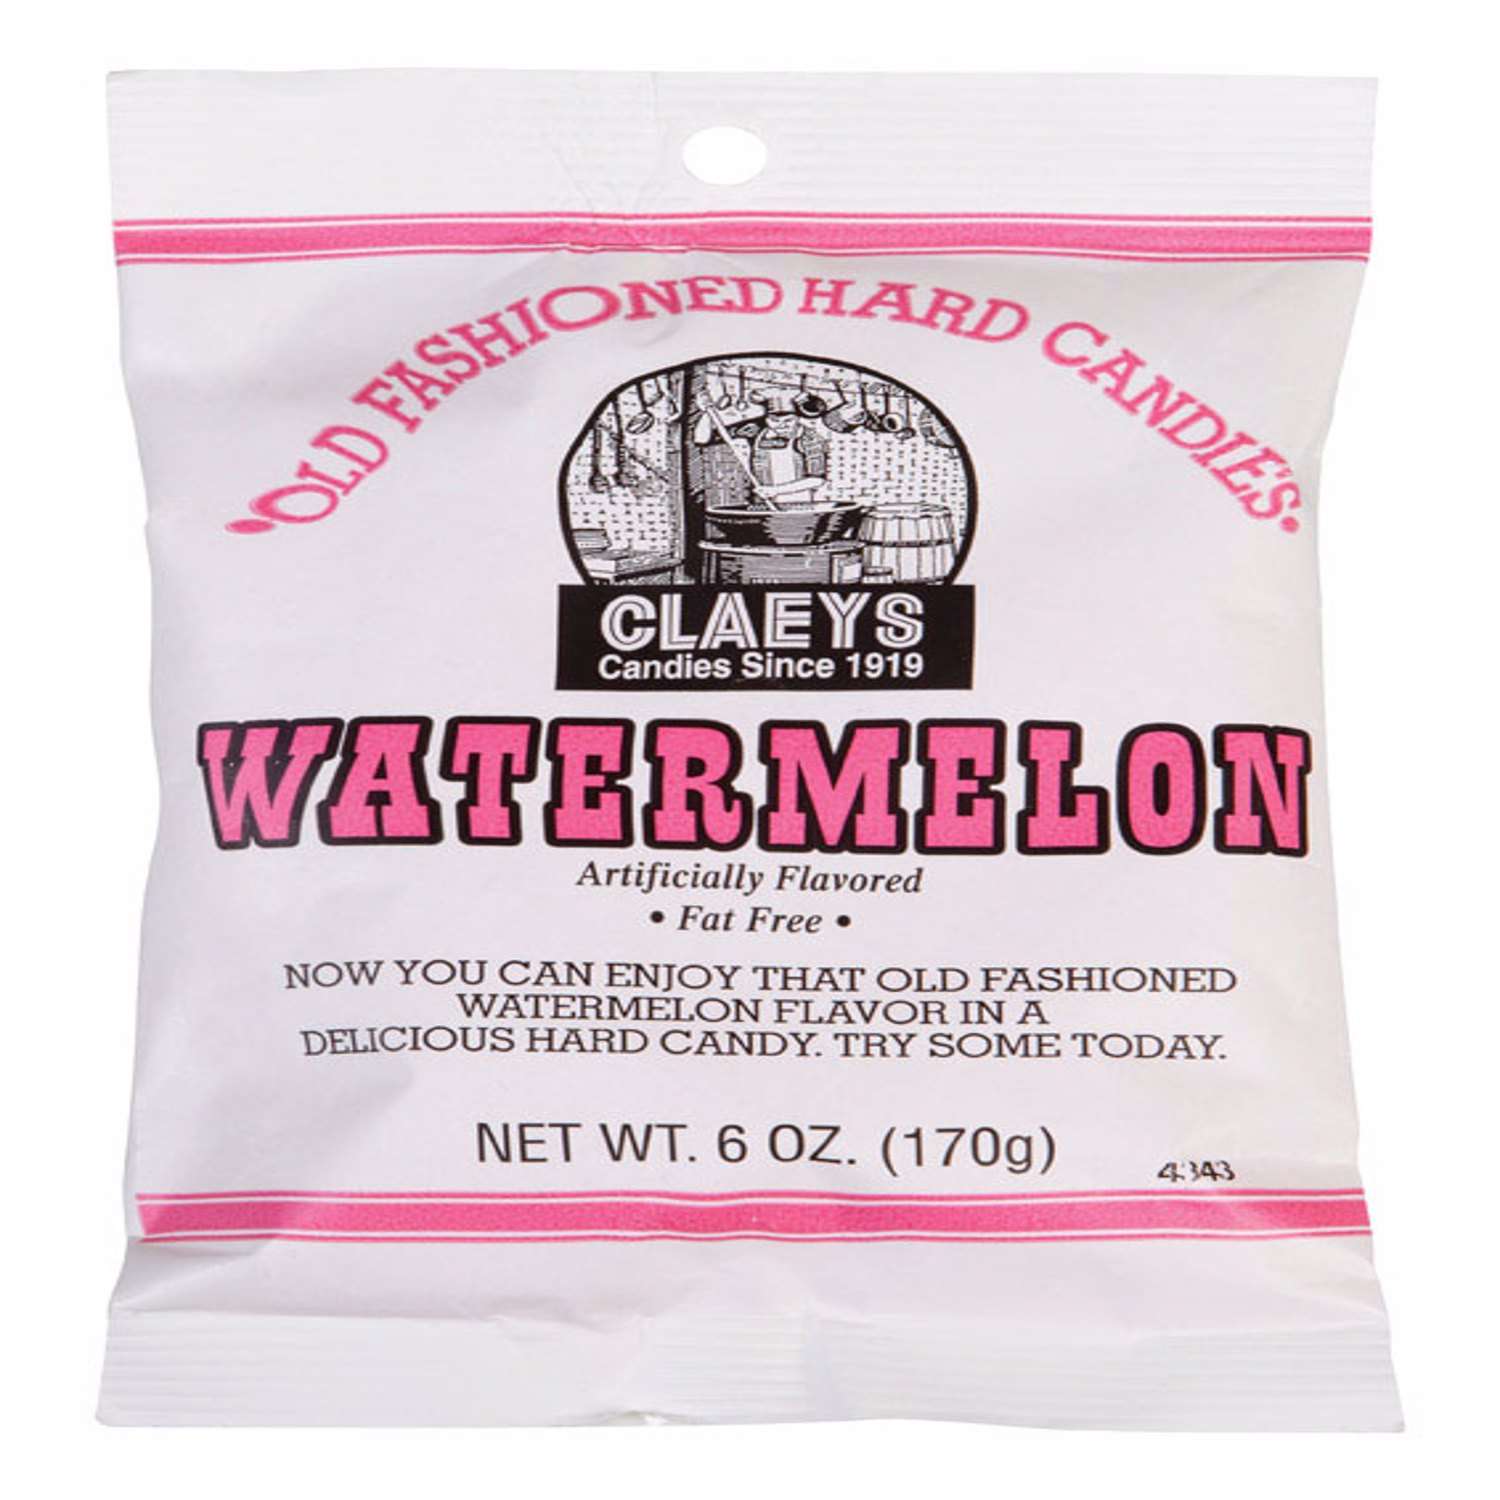 "OLD FASHIONED HARD CANDIES"
CLAEYS
Candies Since 1919
WATERMELON
Artificially Flavored
• Fat Free •
NOW YOU CAN ENJOY THAT OLD FASHIONED
WATERMELON FLAVOR IN A
DELICIOUS HARD CANDY. TRY SOME TODAY.
NET WT. 6 OZ. (170g)